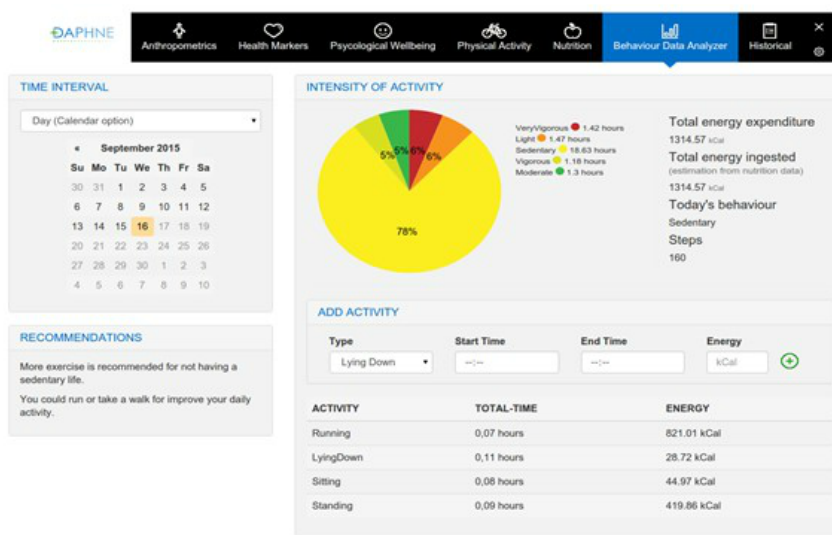 DAPHNE
Anthropometrics
Health Markers
Psycological Wellbeing
Physical Activity
Nutrition
Behaviour Data Analyzer
Historical
TIME INTERVAL
Day (Calendar option)
« September 2015
Su Mo Tu We Th Fr Sa
30 31 1 2 3 4 5
6 7 8 9 10 11 12
13 14 15 16 17 18 19
20 21 22 23 24 25 26
27 28 29 30 1 2 3
4 5 6 7 8 9 10
RECOMMENDATIONS
More exercise is recommended for not having a
sedentary life.
You could run or take a walk for improve your daily
activity.
INTENSITY OF ACTIVITY
5% 5% 6% 6%
78%
VeryVigorous 1.42 hours
Light 1.47 hours
Sedentary 18.63 hours
Vigorous 1.18 hours
Moderate 1.3 hours
Total energy expenditure
1314.57 kCal
Total energy ingested
(estimation from nutrition data)
1314.57 kCal
Today's behaviour
Sedentary
Steps
160
ADD ACTIVITY
Type Start Time End Time Energy
Lying Down --:-- --:-- kCal
ACTIVITY TOTAL-TIME ENERGY
Running 0,07 hours 821.01 kCal
LyingDown 0,11 hours 28.72 kCal
Sitting 0,08 hours 44.97 kCal
Standing 0,09 hours 419.86 kCal